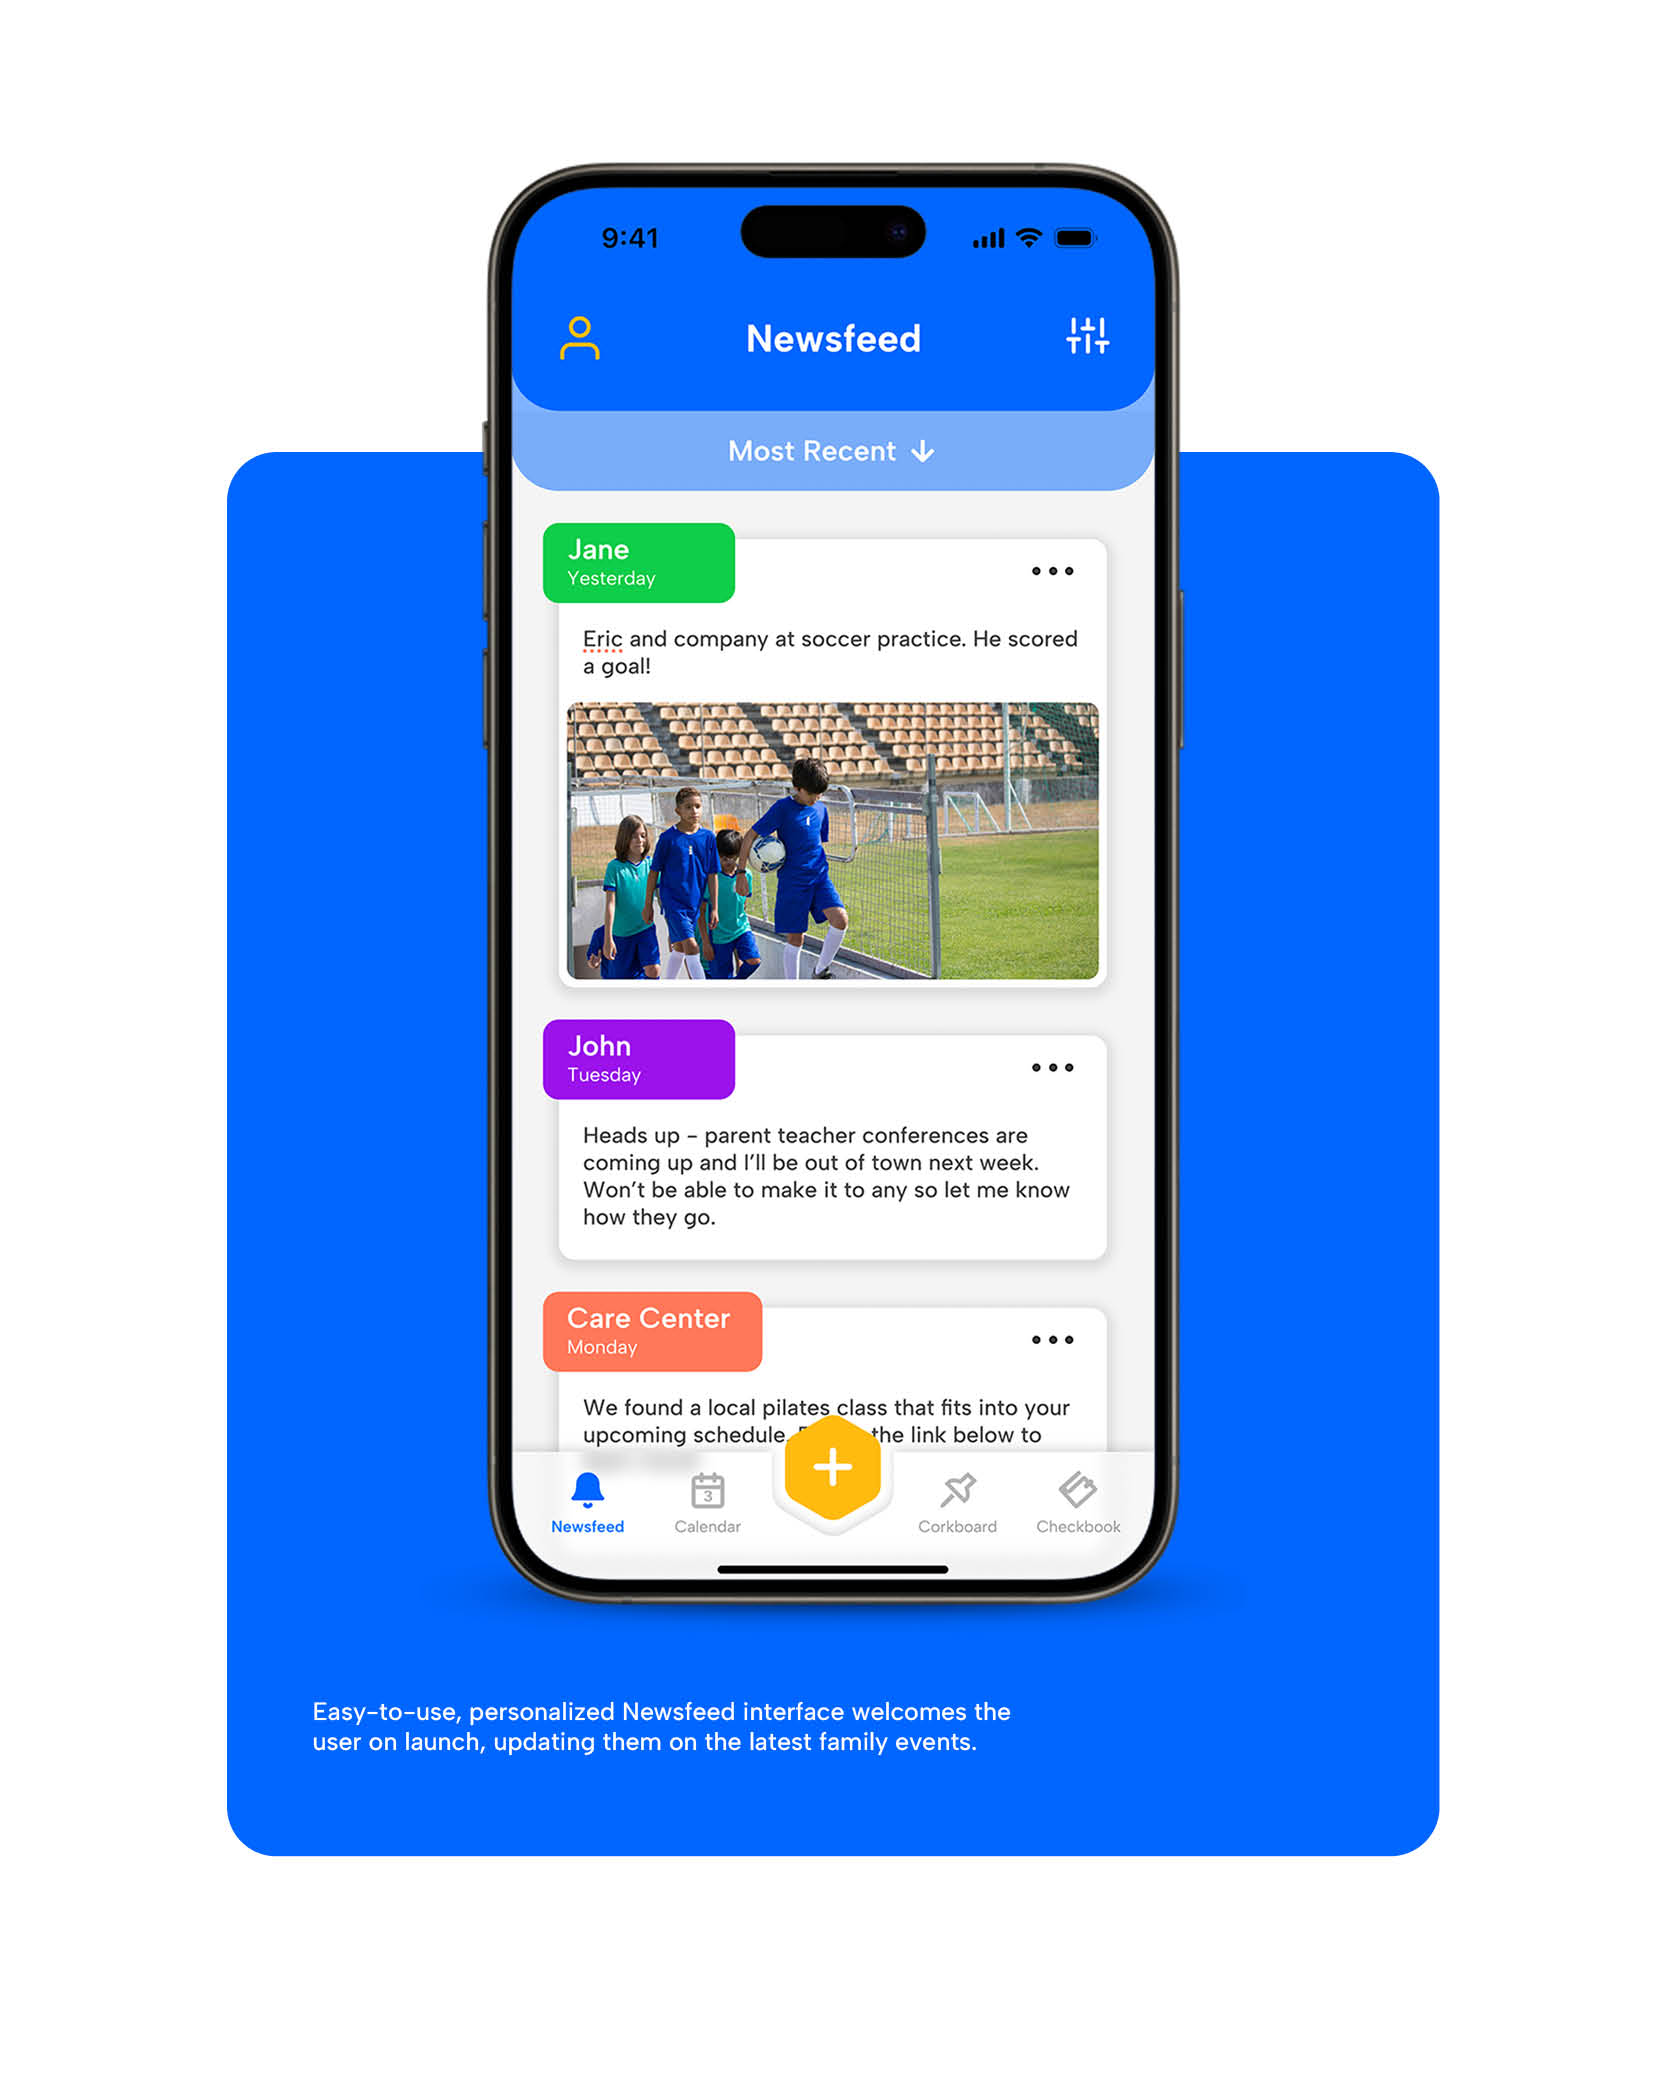 9:41
Newsfeed
Most Recent
Jane
Yesterday
Eric and company at soccer practice. He scored
a goal!
John
Tuesday
Heads up – parent teacher conferences are
coming up and I'll be out of town next week.
Won't be able to make it to any so let me know
how they go.
Care Center
Monday
We found a local pilates class that fits into your
upcoming schedule. the link below to
Newsfeed
3
Calendar
Corkboard
Checkbook
Easy-to-use, personalized Newsfeed interface welcomes the
user on launch, updating them on the latest family events.